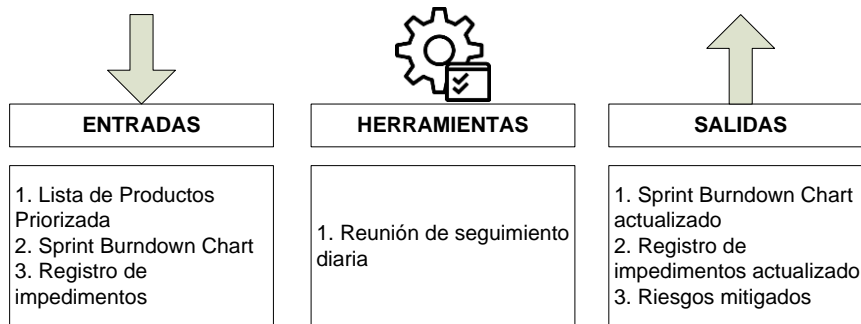 ENTRADAS
HERRAMIENTAS
SALIDAS
1. Lista de Productos
Priorizada
2. Sprint Burndown Chart
3. Registro de
impedimentos
1. Reunión de seguimiento
diaria
1. Sprint Burndown Chart
actualizado
2. Registro de
impedimentos actualizado
3. Riesgos mitigados